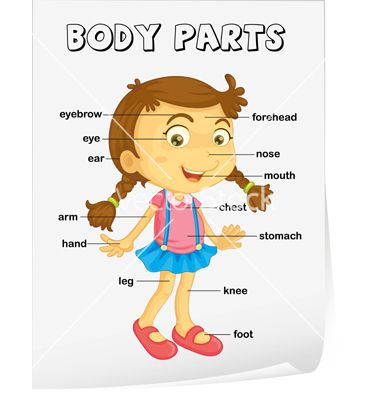 BODY PARTS
eyebrow
forehead
eye
nose
ear
mouth
chest
arm
stomach
hand
leg
knee
foot